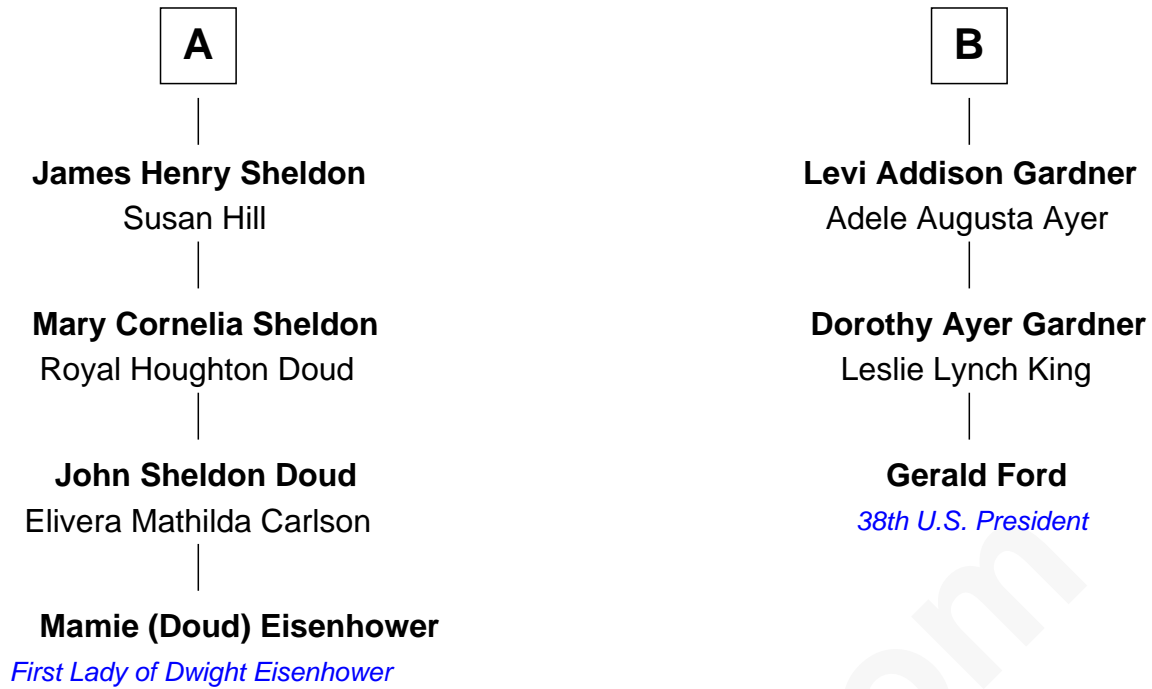 A
James Henry Sheldon
Susan Hill
Mary Cornelia Sheldon
Royal Houghton Doud
John Sheldon Doud
Elivera Mathilda Carlson
Mamie (Doud) Eisenhower
First Lady of Dwight Eisenhower
B
Levi Addison Gardner
Adele Augusta Ayer
Dorothy Ayer Gardner
Leslie Lynch King
Gerald Ford
38th U.S. President
om